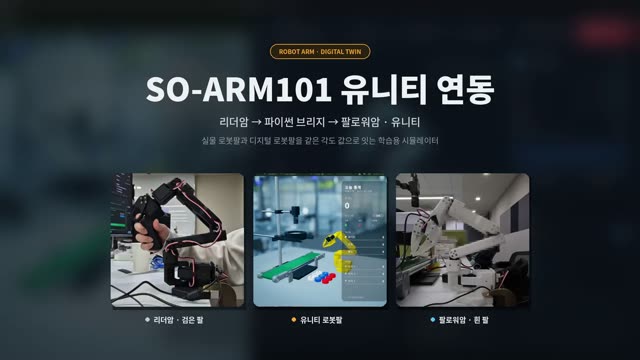 ROBOT ARM · DIGITAL TWIN
SO-ARM101 유니티 연동
리더암 → 파이썬 브리지 → 팔로워암 · 유니티
실물 로봇팔과 디지털 로봇팔을 같은 각도 값으로 잇는 학습용 시뮬레이터
0
리더암 · 검은 팔
유니티 로봇팔
팔로워암 · 흰 팔